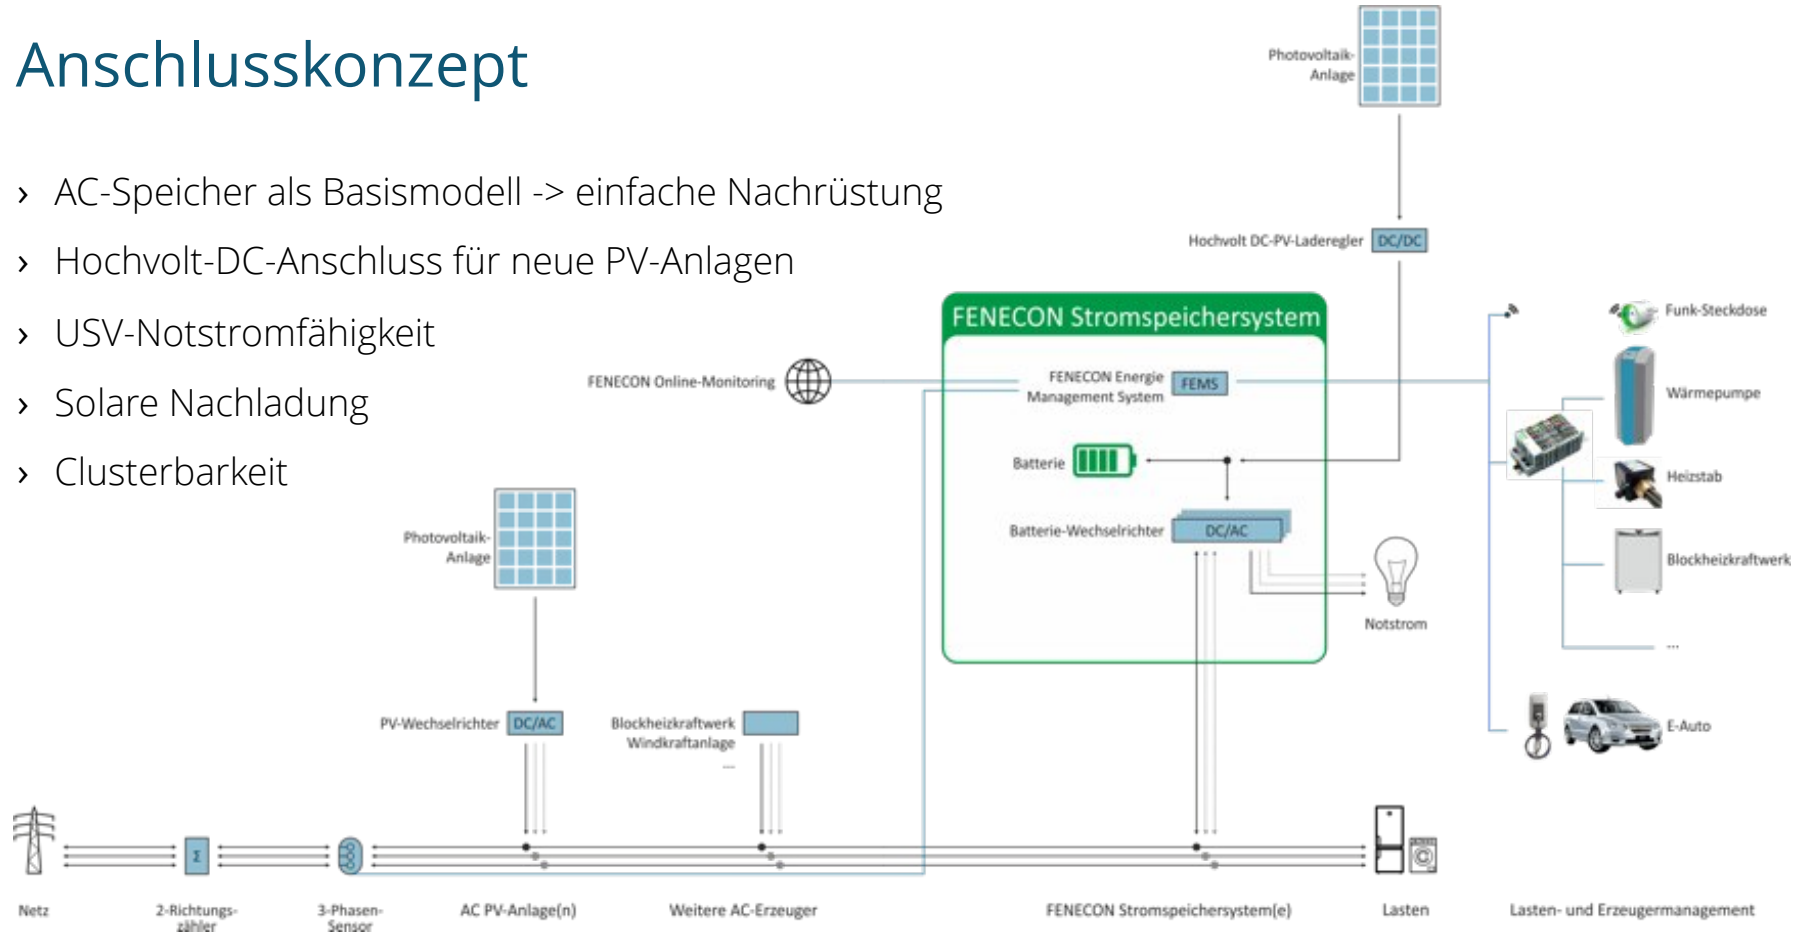 Anschlusskonzept
› AC-Speicher als Basismodell -> einfache Nachrüstung
› Hochvolt-DC-Anschluss für neue PV-Anlagen
› USV-Notstromfähigkeit
› Solare Nachladung
› Clusterbarkeit
Photovoltaik-
Anlage
Hochvolt DC-PV-Laderegler
DC/DC
FENECON Stromspeichersystem
FENECON Online-Monitoring
FENECON Energie
Management System
FEMS
Batterie
Batterie-Wechselrichter
DC/AC
Notstrom
Funk-Steckdose
Wärmepumpe
Heizstab
Blockheizkraftwerk
...
E-Auto
Photovoltaik-
Anlage
PV-Wechselrichter
DC/AC
Blockheizkraftwerk
Windkraftanlage
...
Σ
Netz
2-Richtungs-
zähler
3-Phasen-
Sensor
AC PV-Anlage(n)
Weitere AC-Erzeuger
FENECON Stromspeichersystem(e)
Lasten
Lasten- und Erzeugermanagement